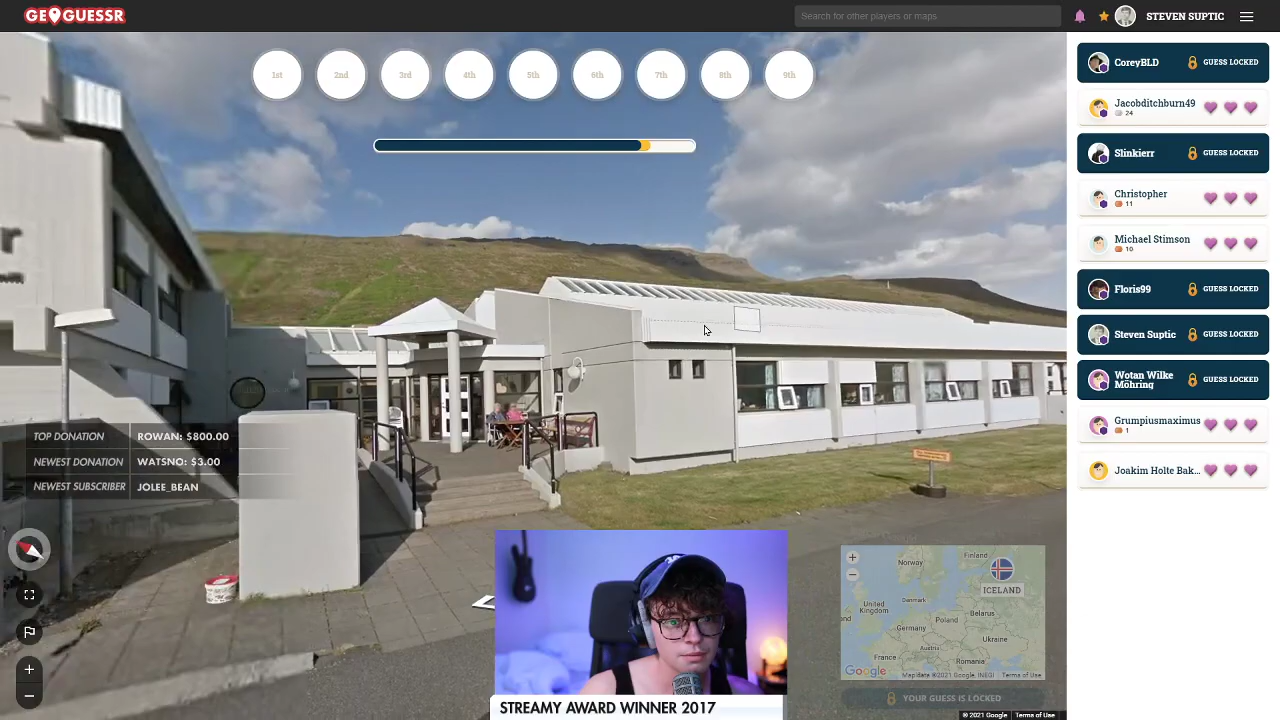 GEOGUESSR
Search for other players or maps
STEVEN SUPTIC
1st
2nd
3rd
4th
5th
6th
7th
8th
9th
CoreyBLD
GUESS LOCKED
Jacobditchburn49
24
Slinkierr
GUESS LOCKED
Christopher
11
Michael Stimson
10
Floris99
GUESS LOCKED
Steven Suptic
GUESS LOCKED
Wotan Wilke
Möhring
GUESS LOCKED
Grumpiusmaximus
1
Joakim Holte Bak...
TOP DONATION
ROWAN: $800.00
NEWEST DONATION
WATSNO: $3.00
NEWEST SUBSCRIBER
JOLEE_BEAN
Finland
Norway
ICELAND
United
Kingdom
Denmark
Belarus
Poland
Germany
Ukraine
Austria
France
Romania
Google
Map data ©2021 Google, INEGI
Terms of Use
YOUR GUESS IS LOCKED
STREAMY AWARD WINNER 2017
© 2021 Google
Terms of Use